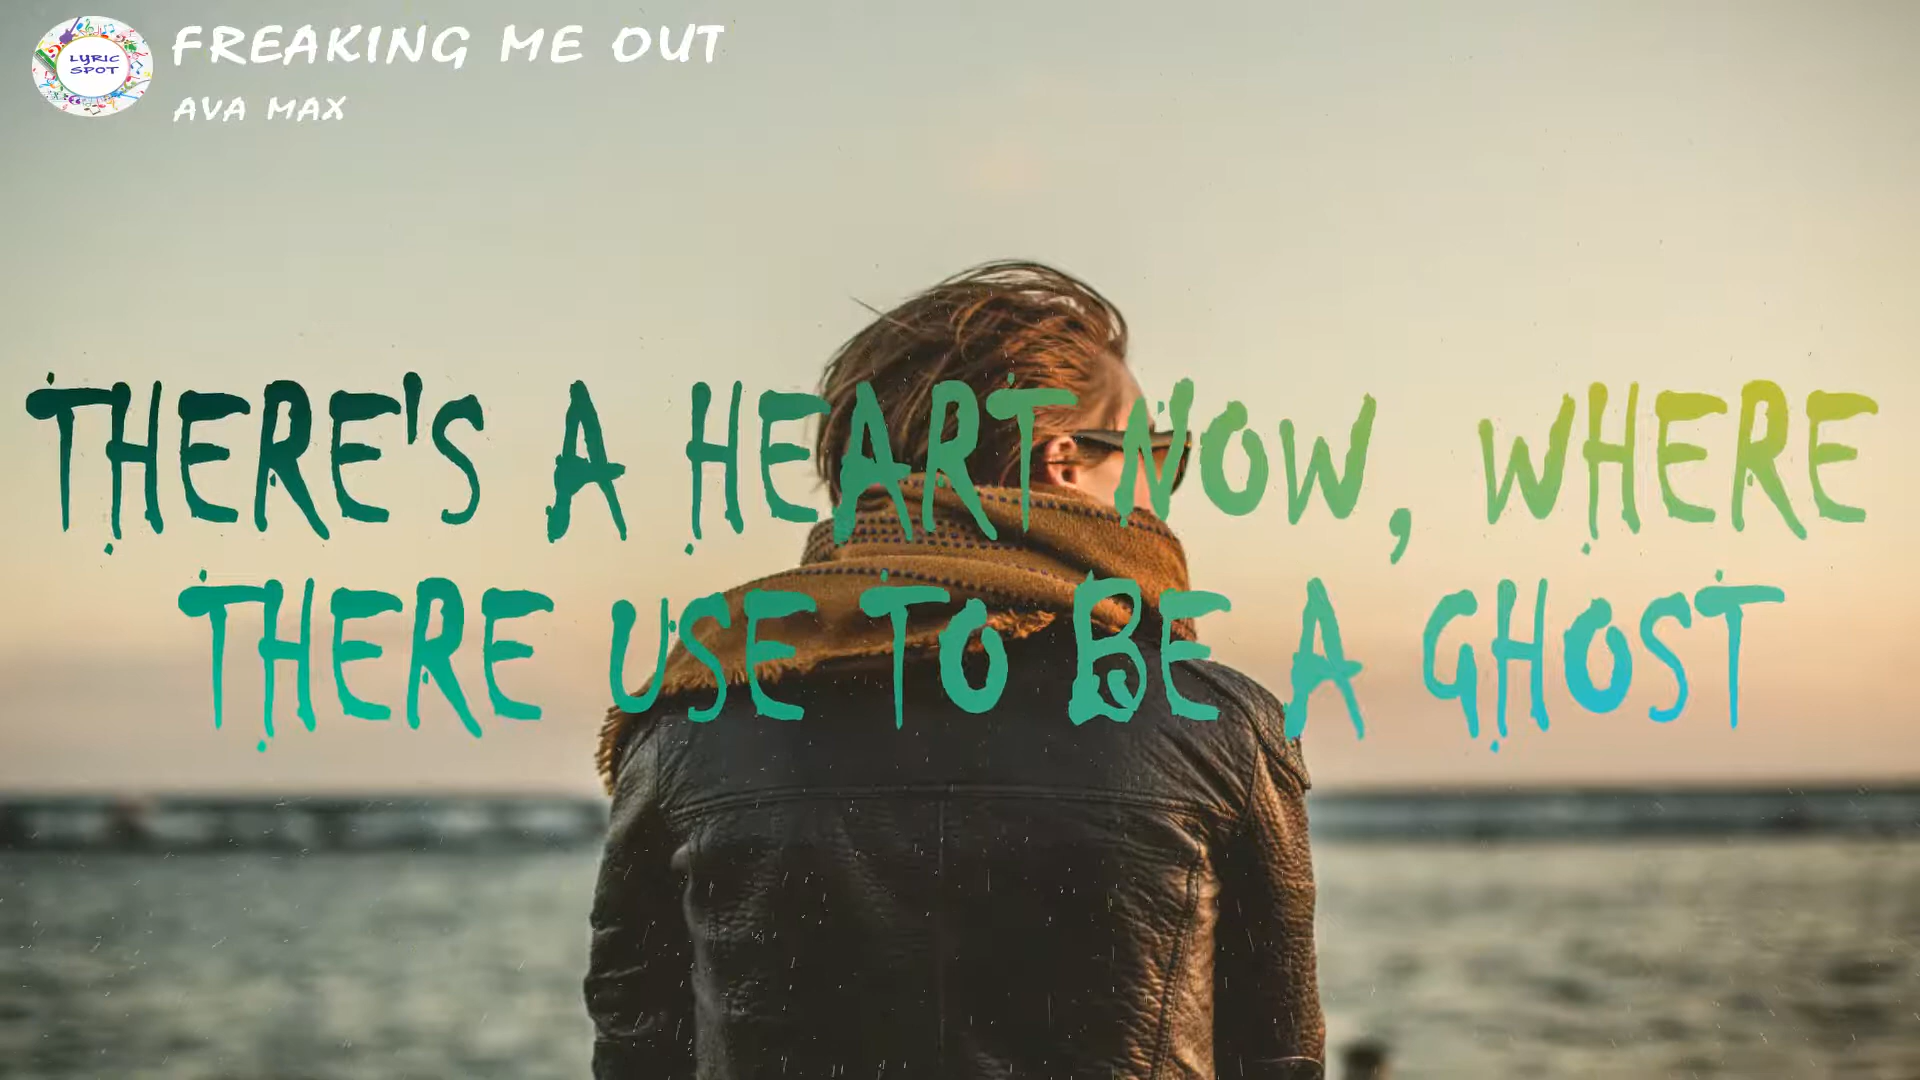 LYRIC
SPOT
FREAKING ME OUT
AVA MAX
THERE'S A HEART NOW, WHERE
THERE USE TO BE A GHOST